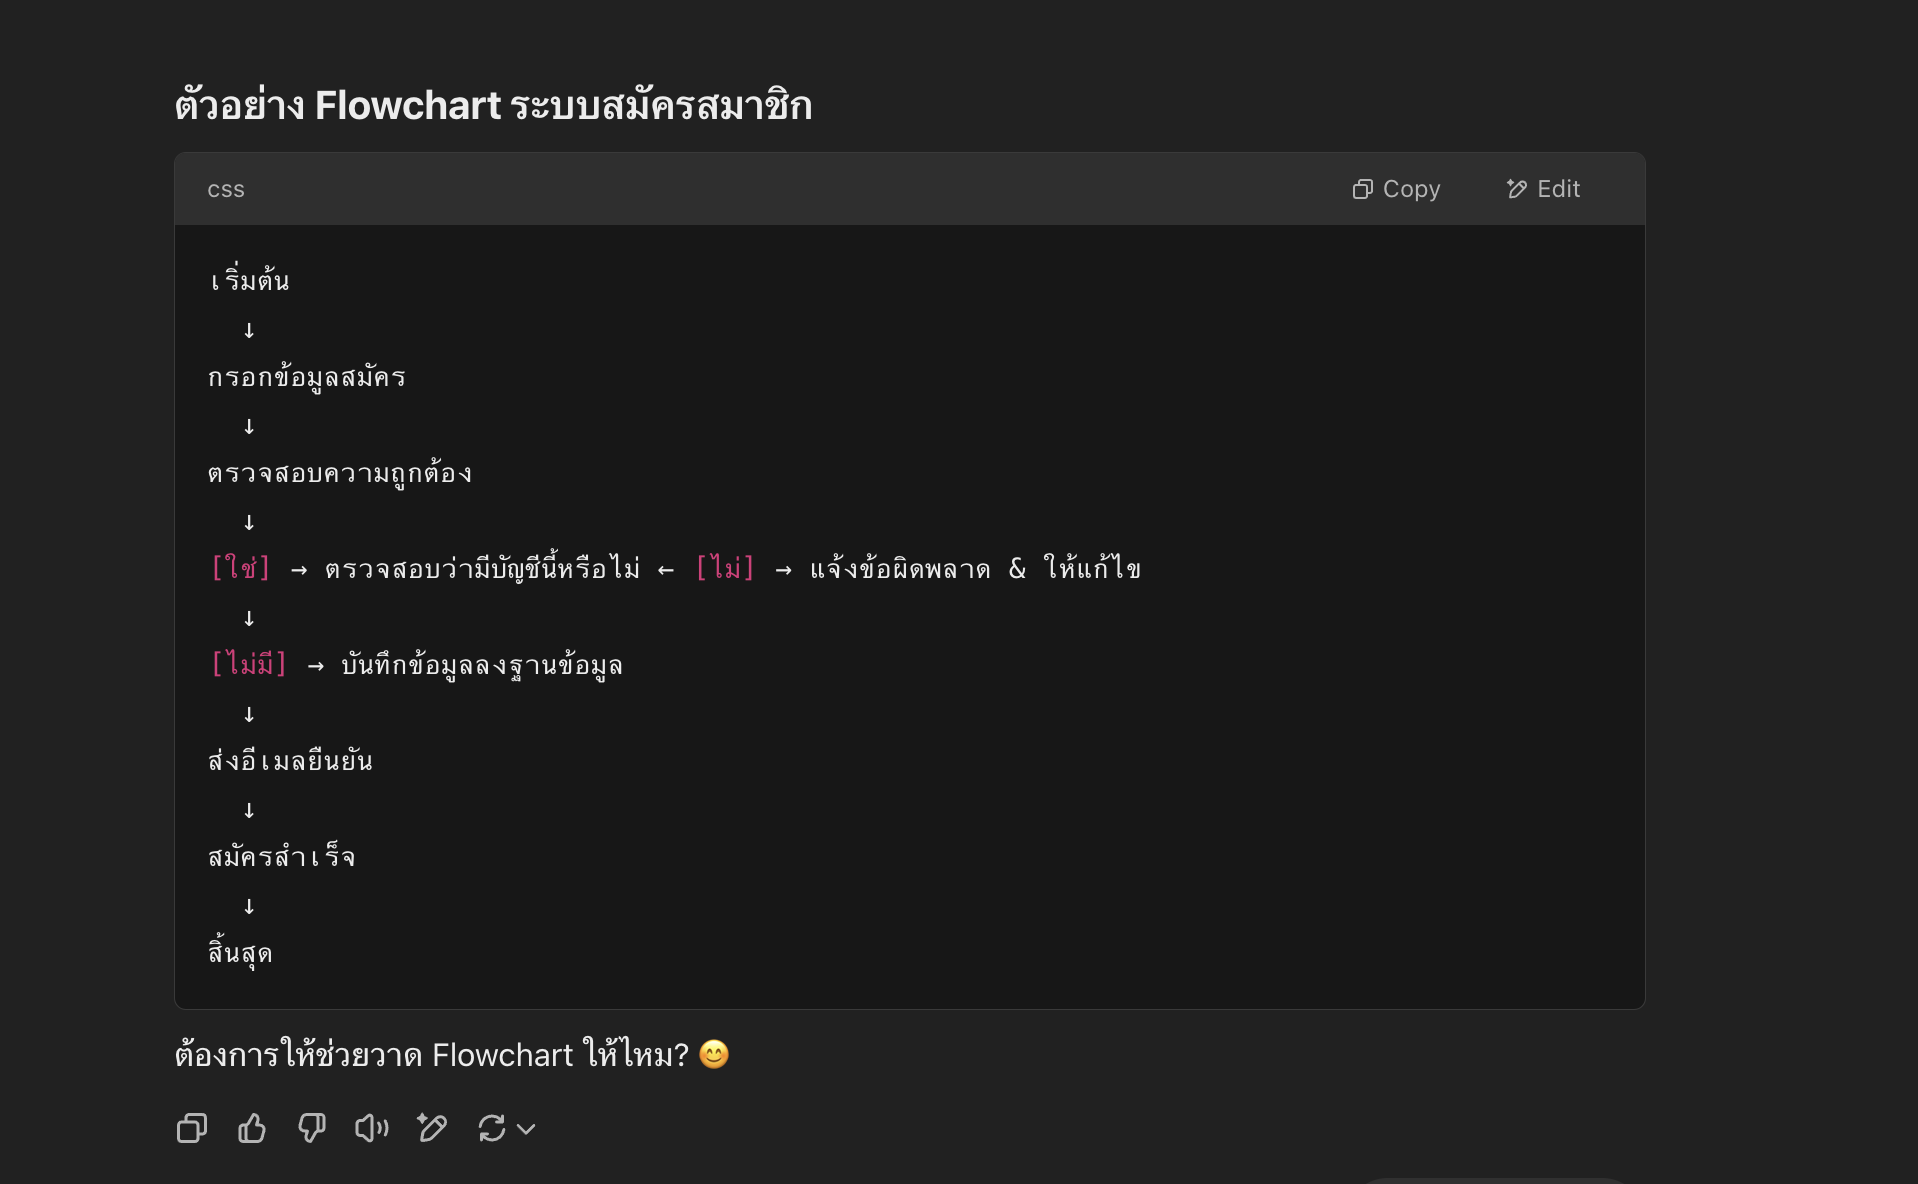 ตัวอย่าง Flowchart ระบบสมัครสมาชิก
css
Copy
Edit
เริ่มต้น
↓
กรอกข้อมูลสมัคร
↓
ตรวจสอบความถูกต้อง
↓
[ใช่] → ตรวจสอบว่ามีบัญชีนี้หรือไม่ ← [ไม่] → แจ้งข้อผิดพลาด & ให้แก้ไข
↓
[ไม่มี] → บันทึกข้อมูลลงฐานข้อมูล
↓
ส่งอีเมลยืนยัน
↓
สมัครสำเร็จ
↓
สิ้นสุด
ต้องการให้ช่วยวาด Flowchart ให้ไหม? 😊